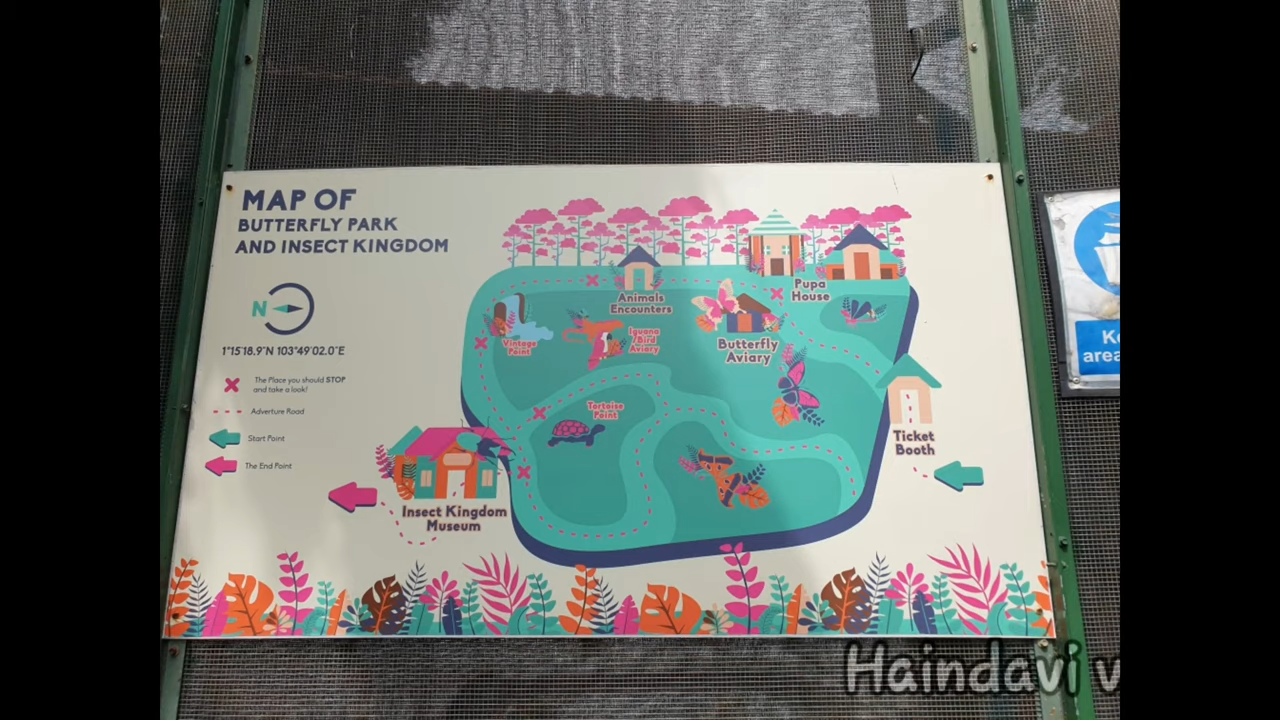 MAP OF
BUTTERFLY PARK
AND INSECT KINGDOM
N
1°15'18.9"N 103°49'02.0"E
The Place you should STOP
and take a look!
Adverture Road
Start Point
The End Point
Animals
Encounters
Pupa
House
Vintage
Point
Iguana
/Bird
Aviary
Butterfly
Aviary
Tortoise
Point
Ticket
Booth
Insect Kingdom
Museum
area
Haindavi